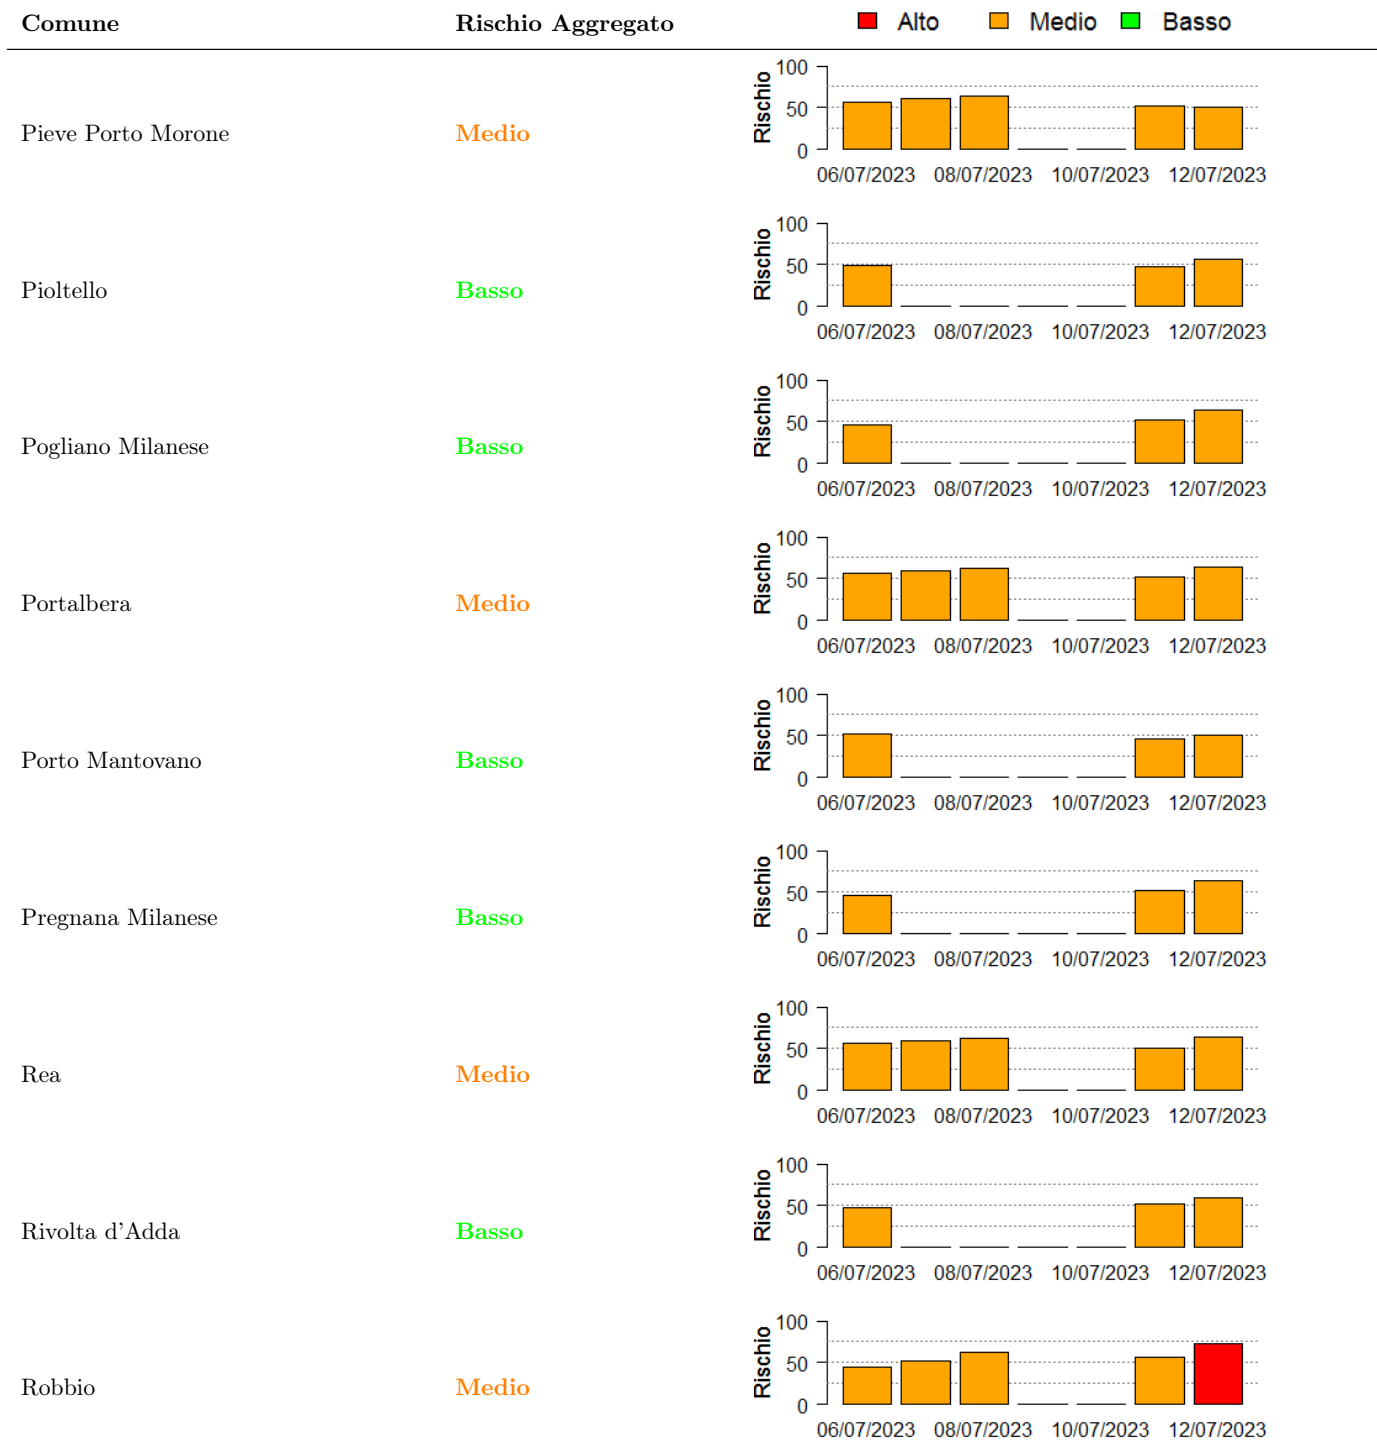 Comune Rischio Aggregato Alto Medio Basso
100
50
0
Rischio
Pieve Porto Morone Medio
06/07/2023 08/07/2023 10/07/2023 12/07/2023
100
50
0
Rischio
Pioltello Basso
06/07/2023 08/07/2023 10/07/2023 12/07/2023
100
50
0
Rischio
Pogliano Milanese Basso
06/07/2023 08/07/2023 10/07/2023 12/07/2023
100
50
0
Rischio
Portalbera Medio
06/07/2023 08/07/2023 10/07/2023 12/07/2023
100
50
0
Rischio
Porto Mantovano Basso
06/07/2023 08/07/2023 10/07/2023 12/07/2023
100
50
0
Rischio
Pregnana Milanese Basso
06/07/2023 08/07/2023 10/07/2023 12/07/2023
100
50
0
Rischio
Rea Medio
06/07/2023 08/07/2023 10/07/2023 12/07/2023
100
50
0
Rischio
Rivolta d'Adda Basso
06/07/2023 08/07/2023 10/07/2023 12/07/2023
100
50
0
Rischio
Robbio Medio
06/07/2023 08/07/2023 10/07/2023 12/07/2023